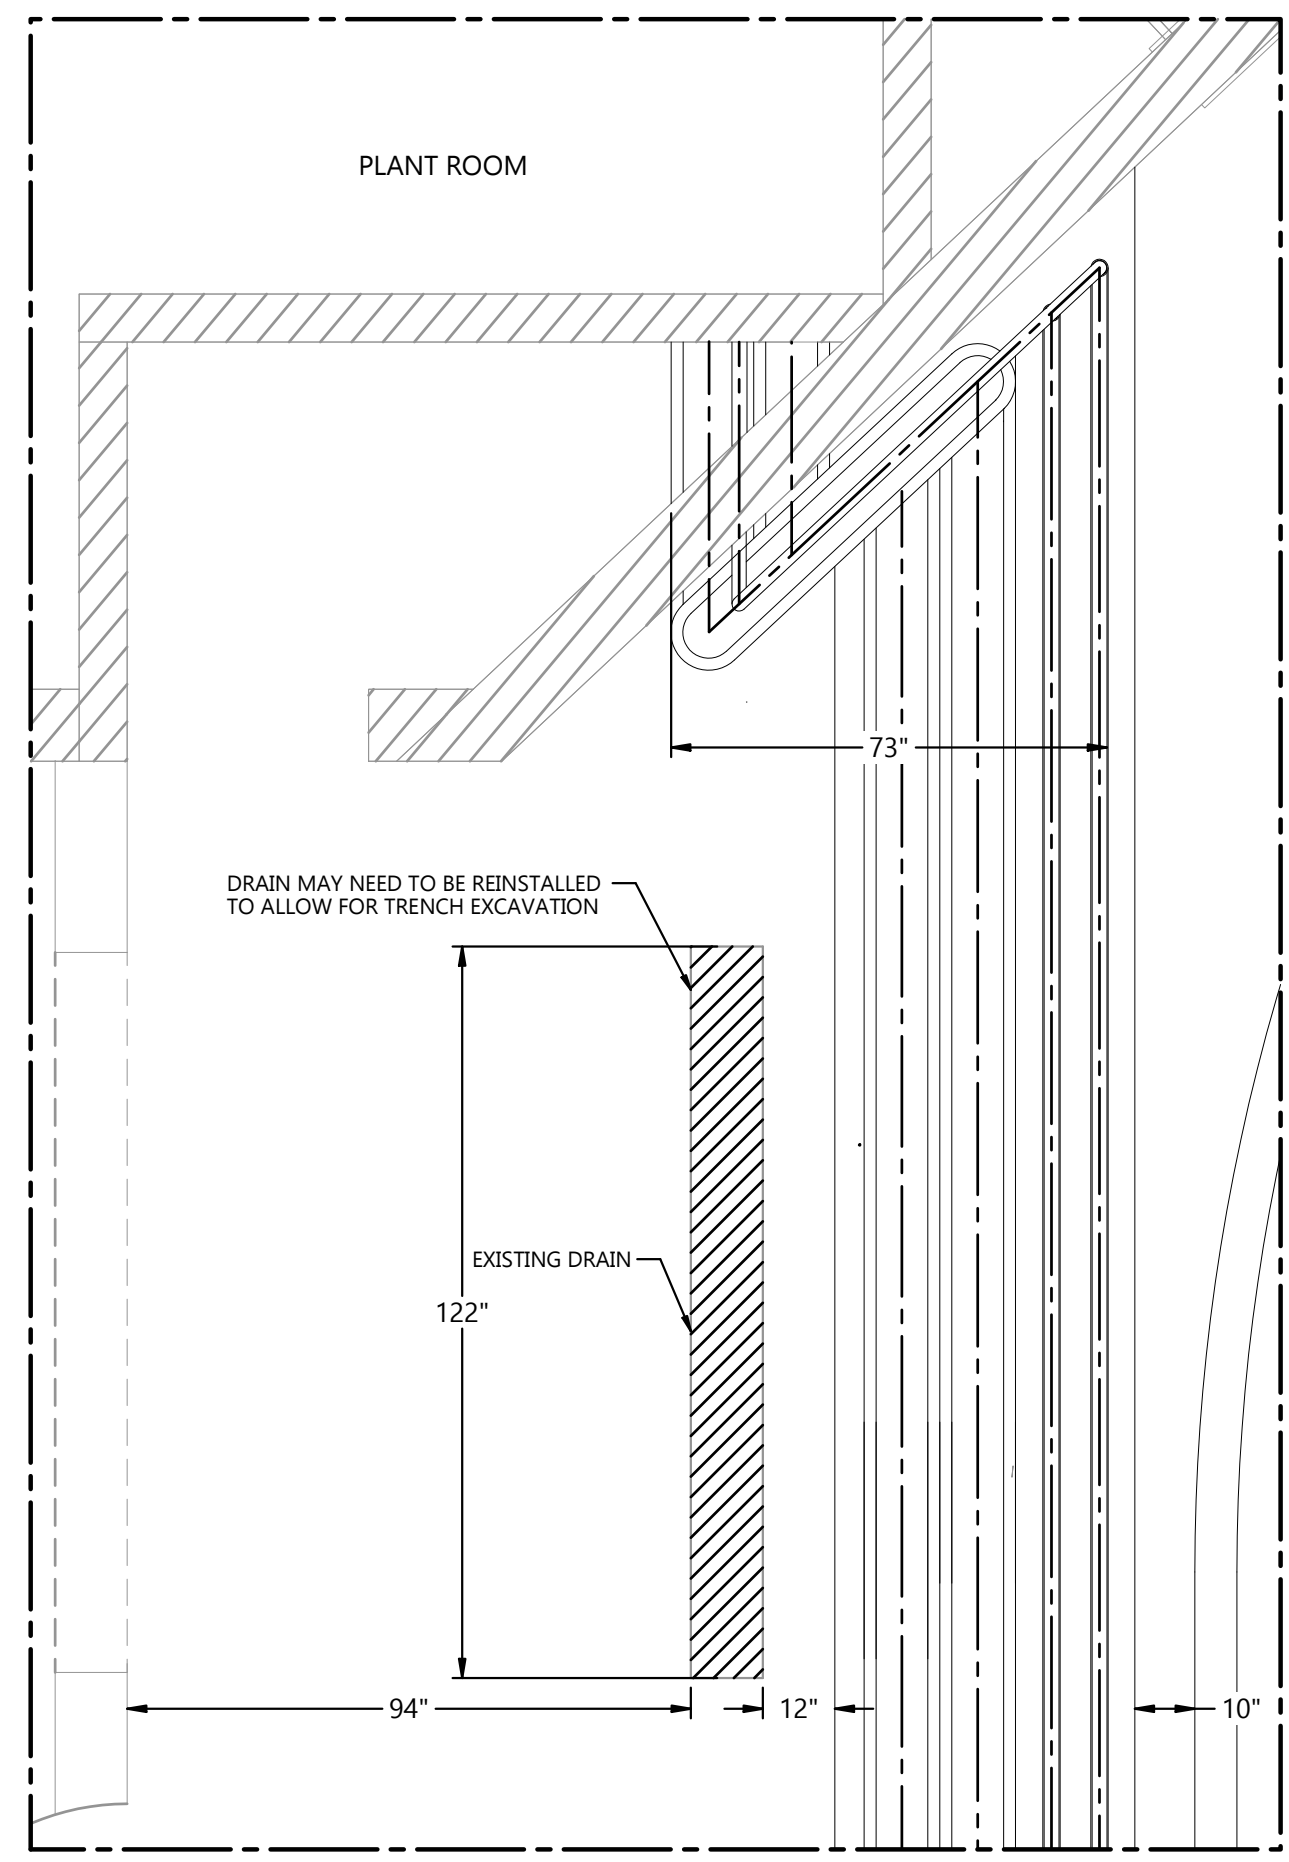 PLANT ROOM
73"
DRAIN MAY NEED TO BE REINSTALLED
TO ALLOW FOR TRENCH EXCAVATION
EXISTING DRAIN
122"
94"
12"
10"